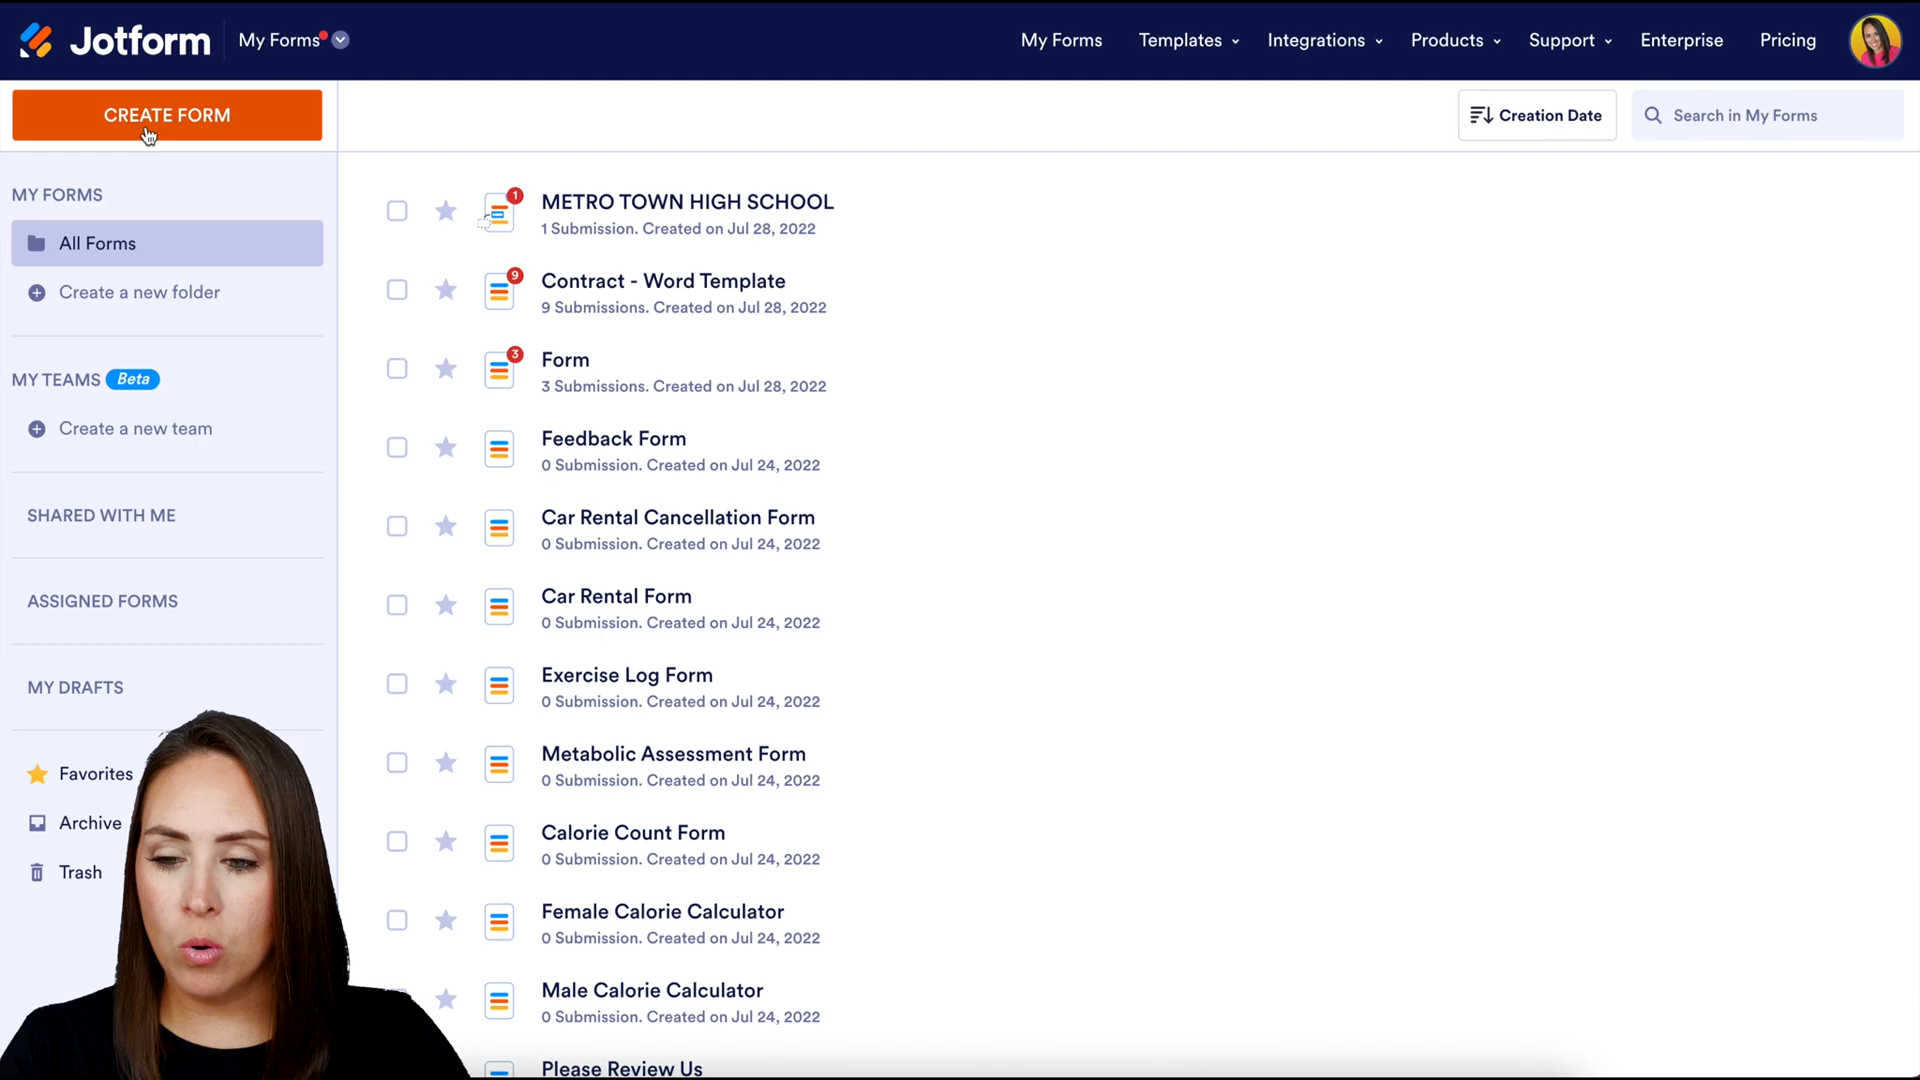 Jotform
My Forms
My Forms
Templates
Integrations
Products
Support
Enterprise
Pricing
CREATE FORM
Creation Date
Search in My Forms
MY FORMS
All Forms
Create a new folder
MY TEAMS Beta
Create a new team
SHARED WITH ME
ASSIGNED FORMS
MY DRAFTS
Favorites
Archive
Trash
1
METRO TOWN HIGH SCHOOL
1 Submission. Created on Jul 28, 2022
9
Contract - Word Template
9 Submissions. Created on Jul 28, 2022
3
Form
3 Submissions. Created on Jul 28, 2022
Feedback Form
0 Submission. Created on Jul 24, 2022
Car Rental Cancellation Form
0 Submission. Created on Jul 24, 2022
Car Rental Form
0 Submission. Created on Jul 24, 2022
Exercise Log Form
0 Submission. Created on Jul 24, 2022
Metabolic Assessment Form
0 Submission. Created on Jul 24, 2022
Calorie Count Form
0 Submission. Created on Jul 24, 2022
Female Calorie Calculator
0 Submission. Created on Jul 24, 2022
Male Calorie Calculator
0 Submission. Created on Jul 24, 2022
Please Review Us